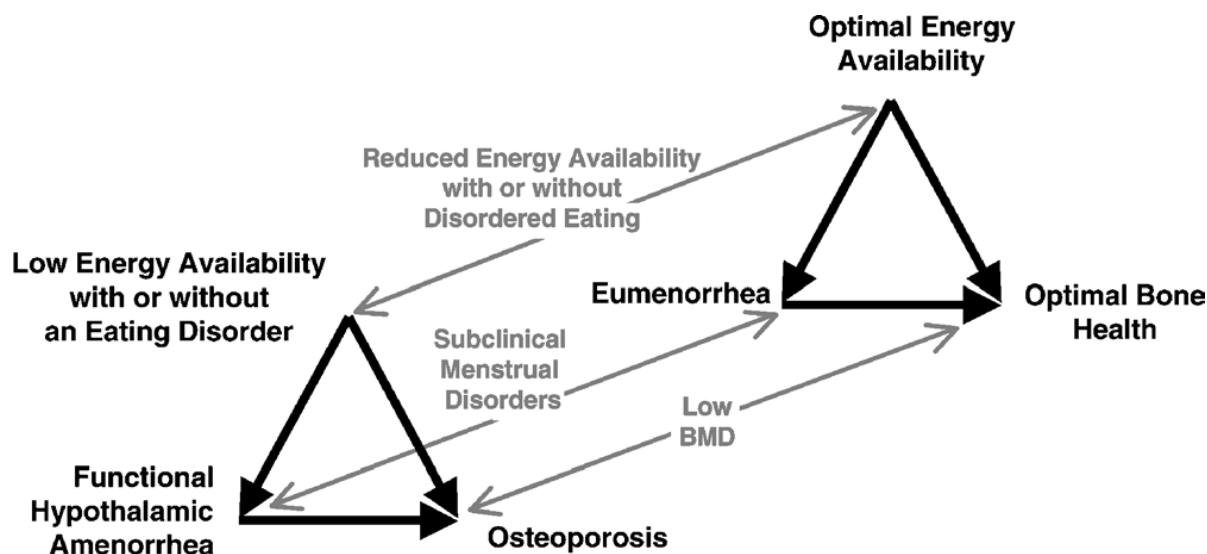 Optimal Energy
Availability
Reduced Energy Availability
with or without
Disordered Eating
Low Energy Availability
with or without
an Eating Disorder
Eumenorrhea
Optimal Bone
Health
Subclinical
Menstrual
Disorders
Low
BMD
Functional
Hypothalamic
Amenorrhea
Osteoporosis